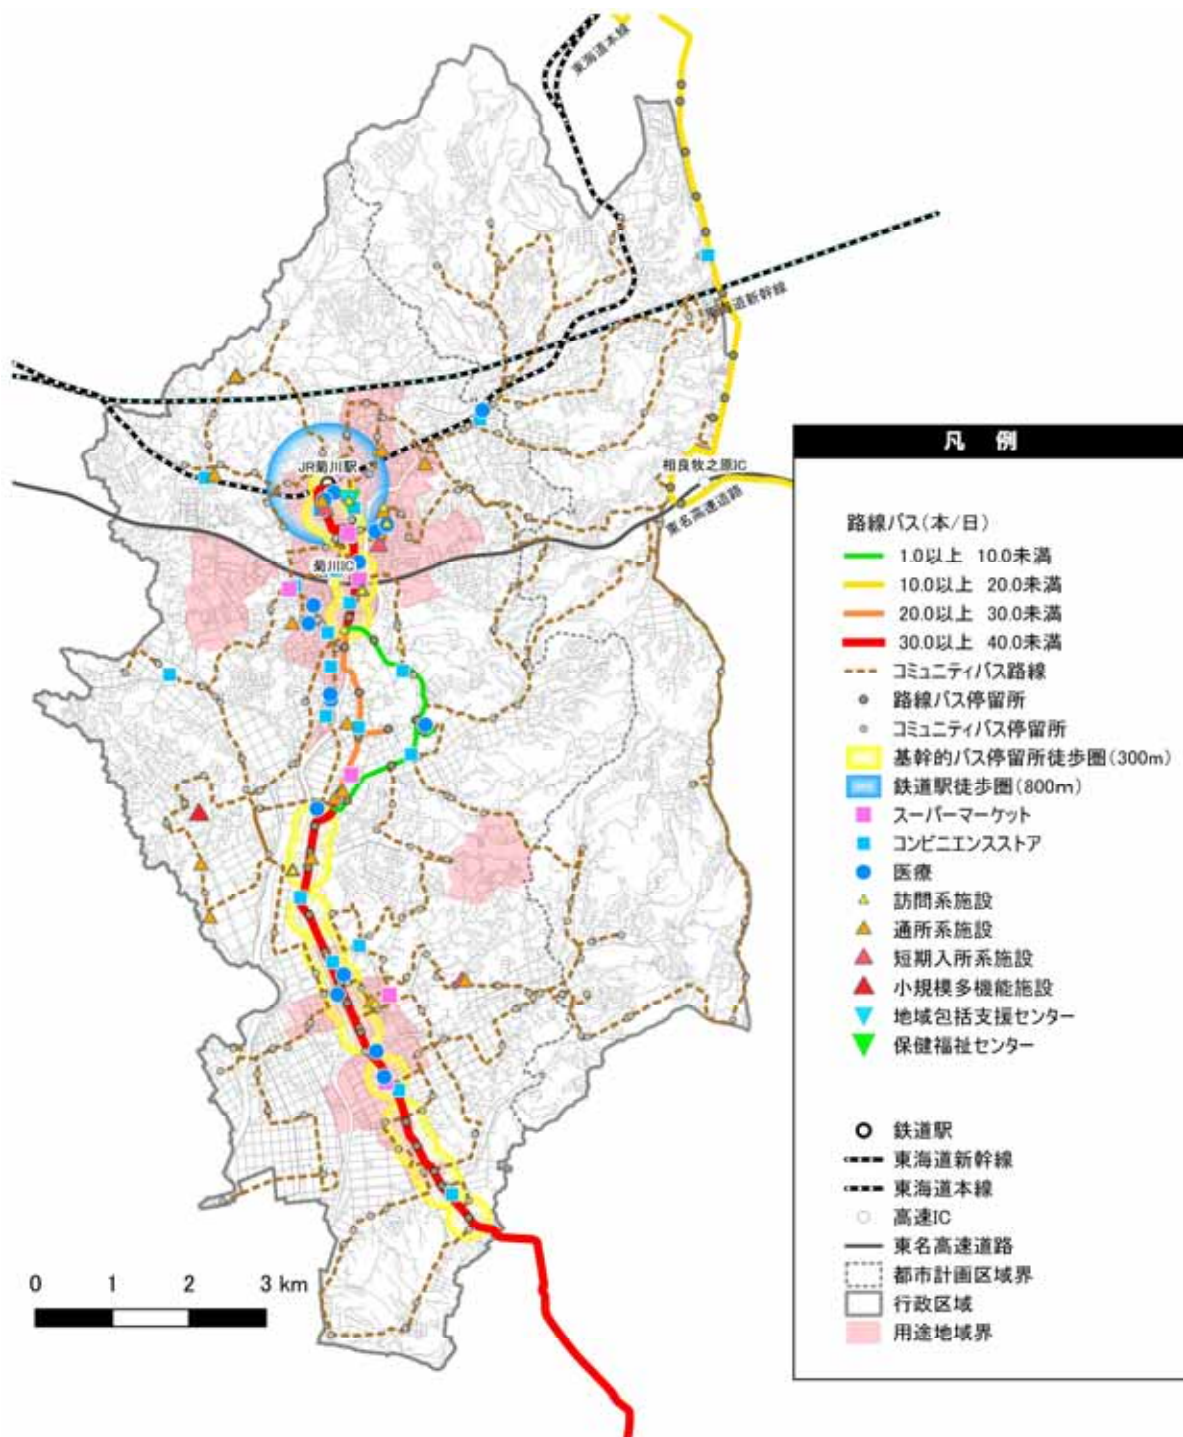 東海道本線
東海道新幹線
JR菊川駅
相良牧之原IC
東名高速道路
菊川IC
凡 例
路線バス(本/日)
1.0以上 10.0未満
10.0以上 20.0未満
20.0以上 30.0未満
30.0以上 40.0未満
コミュニティバス路線
路線バス停留所
コミュニティバス停留所
基幹的バス停留所徒歩圏(300m)
鉄道駅徒歩圏(800m)
スーパーマーケット
コンビニエンスストア
医療
訪問系施設
通所系施設
短期入所系施設
小規模多機能施設
地域包括支援センター
保健福祉センター
鉄道駅
東海道新幹線
東海道本線
高速IC
東名高速道路
都市計画区域界
行政区域
用途地域界
0 1 2 3 km